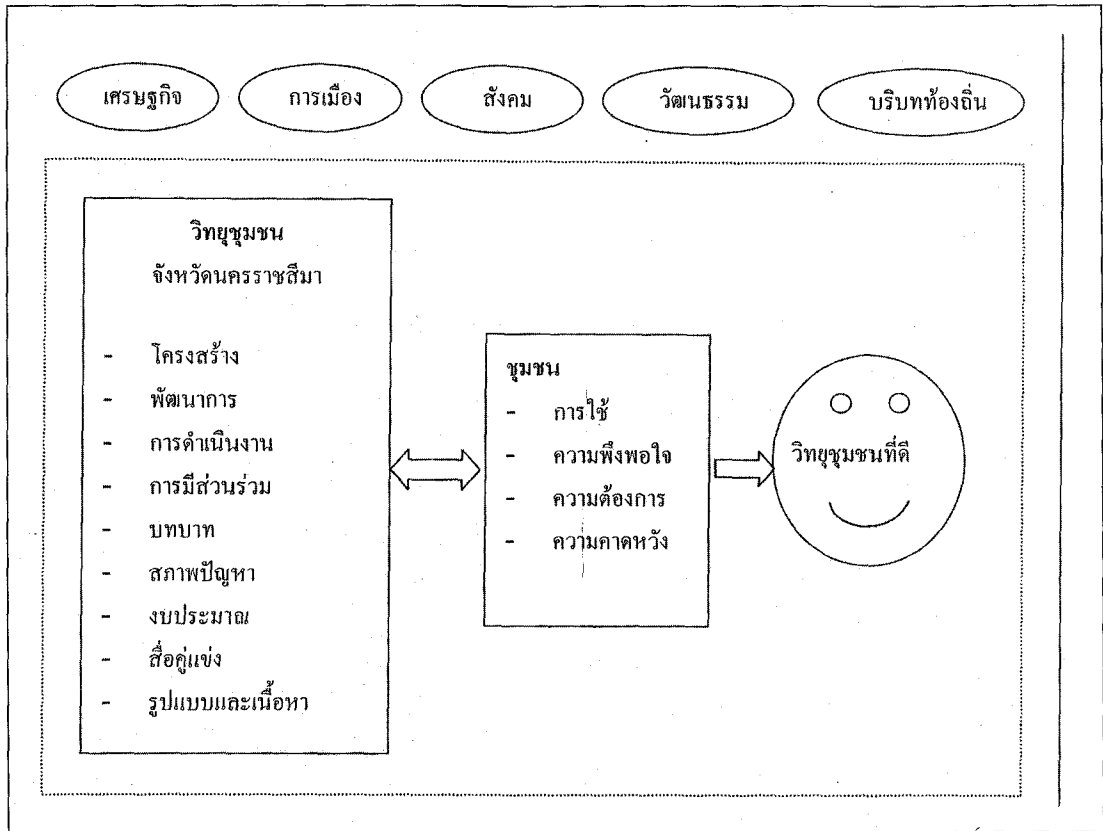 เศรษฐกิจ การเมือง สังคม วัฒนธรรม บริบทท้องถิ่น
วิทยุชุมชน
จังหวัดนครราชสีมา
- โครงสร้าง
- พัฒนาการ
- การดำเนินงาน
- การมีส่วนร่วม
- บทบาท
- สภาพปัญหา
- งบประมาณ
- สื่อคู่แข่ง
- รูปแบบและเนื้อหา
ชุมชน
- การใช้
- ความพึงพอใจ
- ความต้องการ
- ความคาดหวัง
วิทยุชุมชนที่ดี